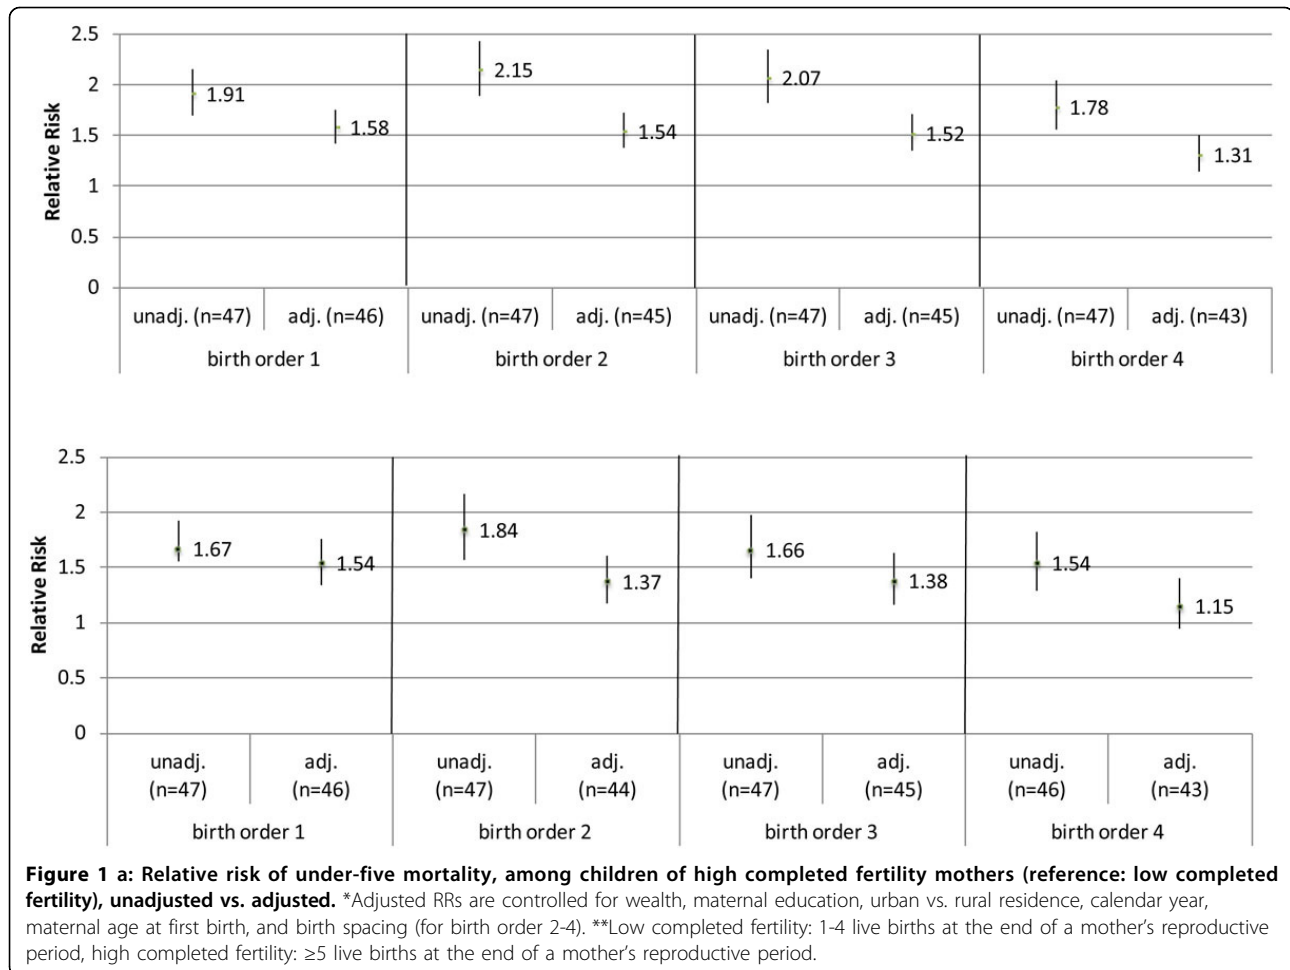 2.5
2
1.5
1
0.5
0
Relative Risk
1.91
1.58
2.15
1.54
2.07
1.52
1.78
1.31
unadj. (n=47) adj. (n=46) unadj. (n=47) adj. (n=45) unadj. (n=47) adj. (n=45) unadj. (n=47) adj. (n=43)
birth order 1 birth order 2 birth order 3 birth order 4
2.5
2
1.5
1
0.5
0
Relative Risk
1.67
1.54
1.84
1.37
1.66
1.38
1.54
1.15
unadj. adj. unadj. adj. unadj. adj. unadj. adj.
(n=47) (n=46) (n=47) (n=44) (n=47) (n=45) (n=46) (n=43)
birth order 1 birth order 2 birth order 3 birth order 4
Figure 1 a: Relative risk of under-five mortality, among children of high completed fertility mothers (reference: low completed
fertility), unadjusted vs. adjusted. *Adjusted RRs are controlled for wealth, maternal education, urban vs. rural residence, calendar year,
maternal age at first birth, and birth spacing (for birth order 2-4). **Low completed fertility: 1-4 live births at the end of a mother's reproductive
period, high completed fertility: ≥5 live births at the end of a mother's reproductive period.